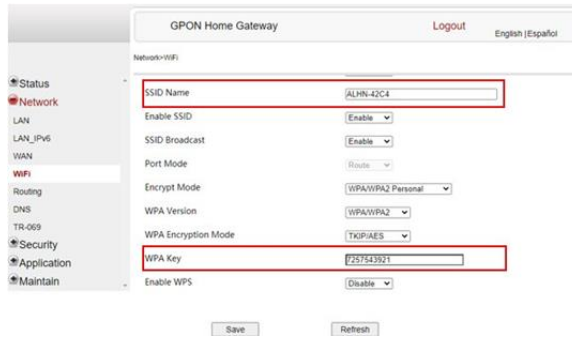 GPON Home Gateway
Logout
English | Español
Network>WiFi
Status
Network
LAN
LAN_IPv6
WAN
WiFi
Routing
DNS
TR-069
Security
Application
Maintain
SSID Name ALHN-42C4
Enable SSID Enable
SSID Broadcast Enable
Port Mode Route
Encrypt Mode WPA/WPA2 Personal
WPA Version WPA/WPA2
WPA Encryption Mode TKIP/AES
WPA Key 7257543921
Enable WPS Disable
Save Refresh